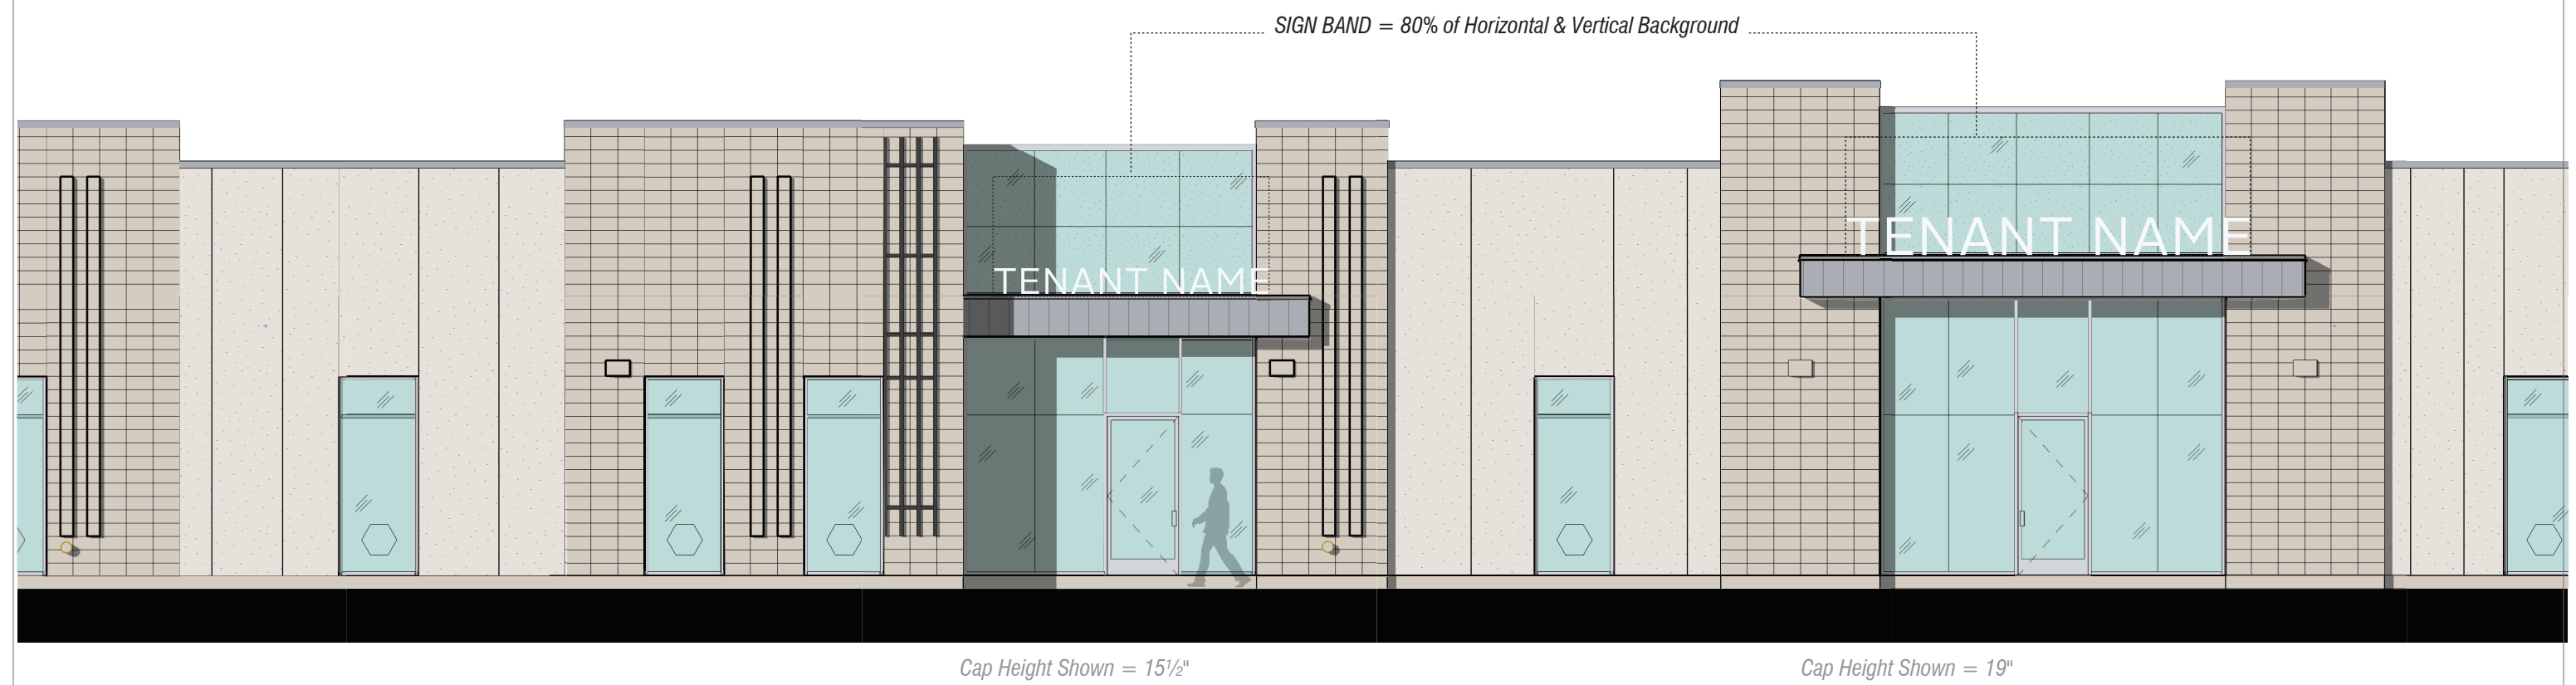 SIGN BAND = 80% of Horizontal & Vertical Background
TENANT NAME
TENANT NAME
Cap Height Shown = 15½"
Cap Height Shown = 19"